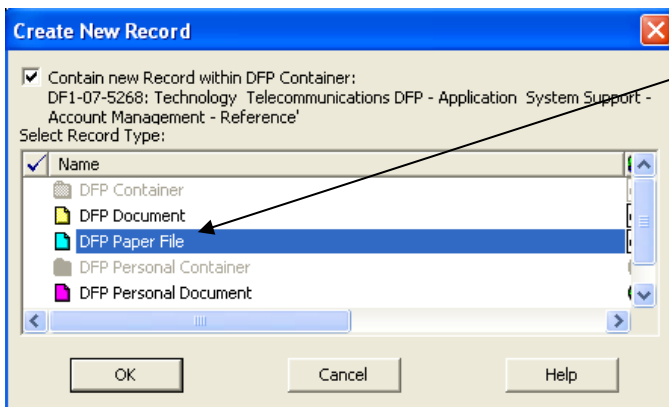 Create New Record
Contain new Record within DFP Container:
DF1-07-5268: Technology Telecommunications DFP - Application System Support -
Account Management - Reference'
Select Record Type:
Name
DFP Container
DFP Document
DFP Paper File
DFP Personal Container
DFP Personal Document
OK Cancel Help